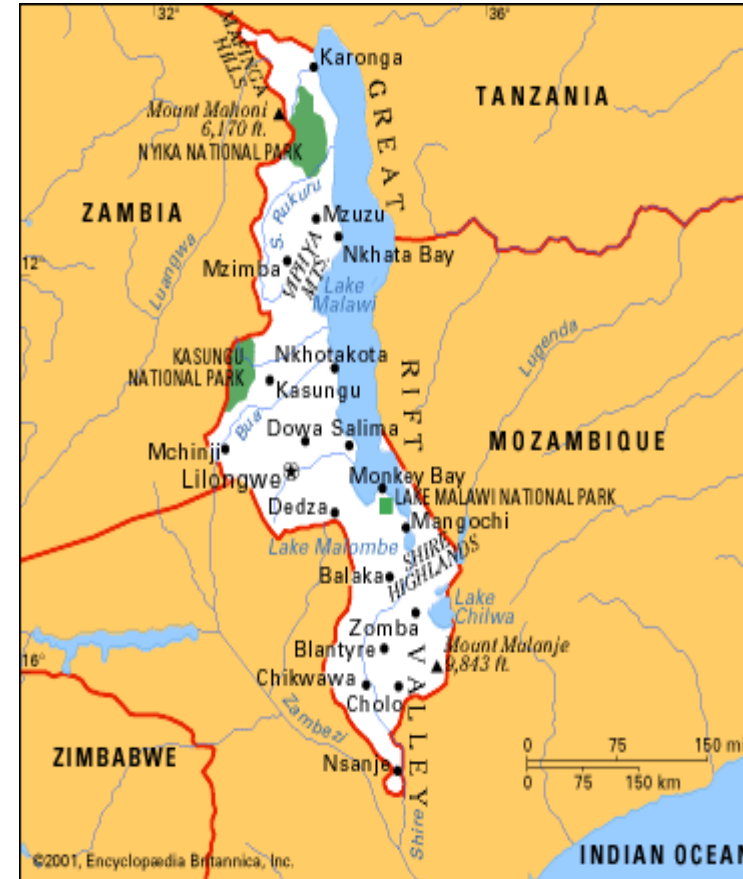 32°
36°
MAFINGA
HILLS
Karonga
GREAT
TANZANIA
Mount Mahoni
6,170 ft.
NYIKA NATIONAL PARK
ZAMBIA
S. Rukuru
Mzuzu
Luangwa
12°
Nkhata Bay
Mzimba
VIPHYA
MTS.
Lake
Malawi
Lugenda
KASUNGU
NATIONAL PARK
Nkhotakota
RIFT
Kasungu
Bua
Dowa
Salima
MOZAMBIQUE
Mchinji
Lilongwe
Monkey Bay
LAKE MALAWI NATIONAL PARK
Dedza
Mangochi
Lake Malombe
SHIRE
HIGHLANDS
Balaka
Lake
Chilwa
Zomba
16°
Blantyre
Mount Mulanje
9,843 ft.
VALLEY
Chikwawa
Cholo
Zambezi
ZIMBABWE
Nsanje
0 75 150 mi
0 75 150 km
Shire
©2001, Encyclopædia Britannica, Inc.
INDIAN OCEAN